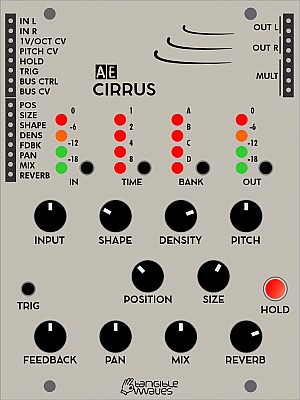 IN L
IN R
1V/OCT CV
PITCH CV
HOLD
TRIG
BUS CTRL
BUS CV
POS
SIZE
SHAPE
DENS
FDBK
PAN
MIX
REVERB
OUT L
OUT R
MULT
AE
CIRRUS
0 1 A 0
-6 2 B -6
-12 4 C -12
-18 8 D -18
IN TIME BANK OUT
INPUT SHAPE DENSITY PITCH
POSITION SIZE
TRIG HOLD
FEEDBACK PAN MIX REVERB
tangible waves